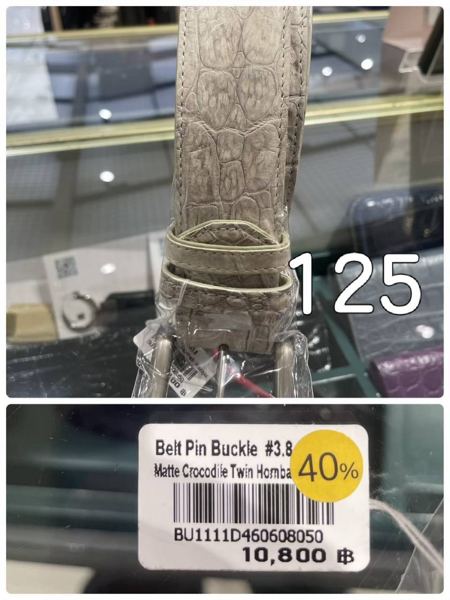 125
Belt Pin Buckle #3.8
Matte Crocodile Twin Hornba
40%
BU1111D460608050
10,800 ฿